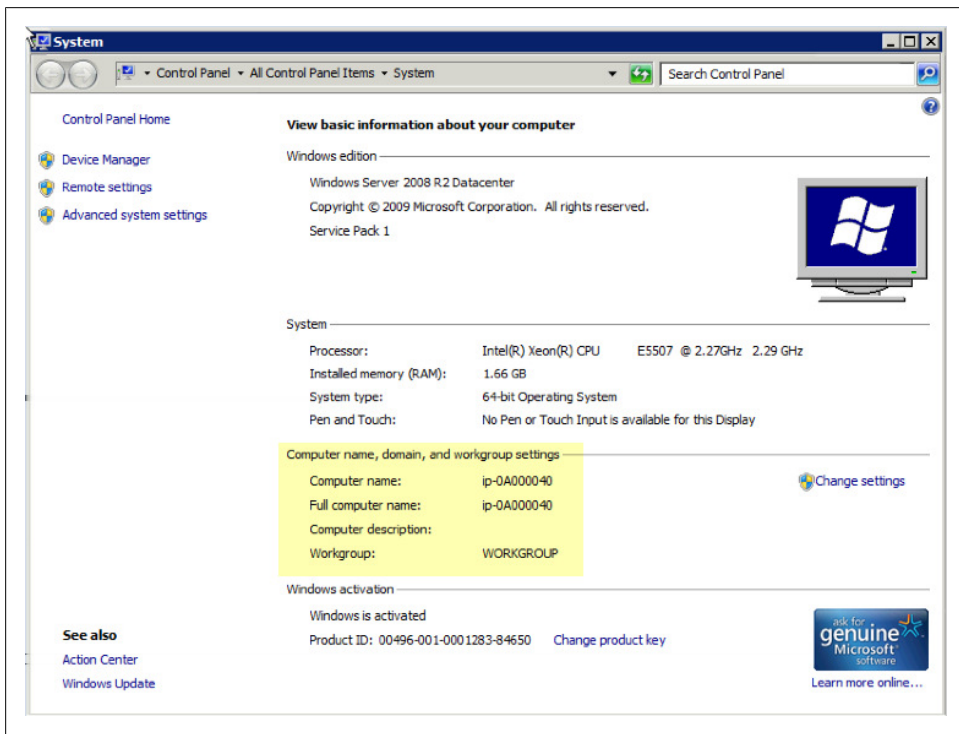 System
Control Panel All Control Panel Items System
Search Control Panel
Control Panel Home
Device Manager
Remote settings
Advanced system settings
View basic information about your computer
Windows edition
Windows Server 2008 R2 Datacenter
Copyright © 2009 Microsoft Corporation. All rights reserved.
Service Pack 1
System
Processor: Intel(R) Xeon(R) CPU E5507 @ 2.27GHz 2.29 GHz
Installed memory (RAM): 1.66 GB
System type: 64-bit Operating System
Pen and Touch: No Pen or Touch Input is available for this Display
Computer name, domain, and workgroup settings
Computer name: ip-0A000040
Change settings
Full computer name: ip-0A000040
Computer description:
Workgroup: WORKGROUP
Windows activation
Windows is activated
Product ID: 00496-001-0001283-84650 Change product key
ask for
genuine
Microsoft
software
Learn more online...
See also
Action Center
Windows Update